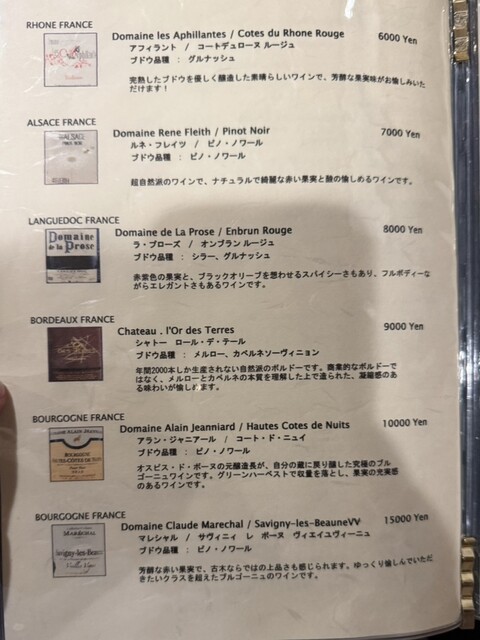 RHONE FRANCE
Domaine les Aphillantes / Cotes du Rhone Rouge 6000 Yen
アフィラント / コートデュローヌ ルージュ
ブドウ品種 : グルナッシュ
完熟したブドウを優しく醸造した素晴らしいワインで、芳醇な果実味がお愉しみいた
だけます!
ALSACE FRANCE
Domaine Rene Fleith / Pinot Noir 7000 Yen
ルネ・フレイツ / ピノ・ノワール
ブドウ品種 : ピノ・ノワール
超自然派のワインで、ナチュラルで綺麗な赤い果実と酸の愉しめるワインです。
LANGUEDOC FRANCE
Domaine de la Prose
Domaine de La Prose / Enbrun Rouge 8000 Yen
ラ・プローズ / オンブラン ルージュ
ブドウ品種 : シラー、グルナッシュ
赤紫色の果実と、ブラックオリーブを想わせるスパイシーさもあり、フルボディーな
がらエレガントさもあるワインです。
BORDEAUX FRANCE
Chateau . l'Or des Terres 9000 Yen
シャトー ロール・デ・テール
ブドウ品種 : メルロー、カベルネソーヴィニョン
年間2000本しか生産されない自然派のボルドーです。商業的なボルドーで
はなく、メルローとカベルネの本質を理解した上で造られた、凝縮感のあ
る味わいが愉しめます。
BOURGOGNE FRANCE
Domaine Alain Jeanniard / Hautes Cotes de Nuits 10000 Yen
アラン・ジャニアール / コート・ド・ニュイ
ブドウ品種 : ピノ・ノワール
オスピス・ド・ボーヌの元醸造長が、自分の蔵に戻り醸した究極のブル
ゴーニュワインです。グリーンハーベストで収量を落とし、果実の充実感
のあるワインです。
BOURGOGNE FRANCE
MARECHAL
Savigny-les-Beaune
Domaine Claude Marechal / Savigny-les-BeauneVV 15000 Yen
マレシャル / サヴィニィ レ ボーヌ ヴィエイユヴィーニュ
ブドウ品種 : ピノ・ノワール
芳醇な赤い果実で、古木ならではの上品さも感じられます。ゆっくり愉しんでいただ
きたいクラスを超えたブルゴーニュのワインです。